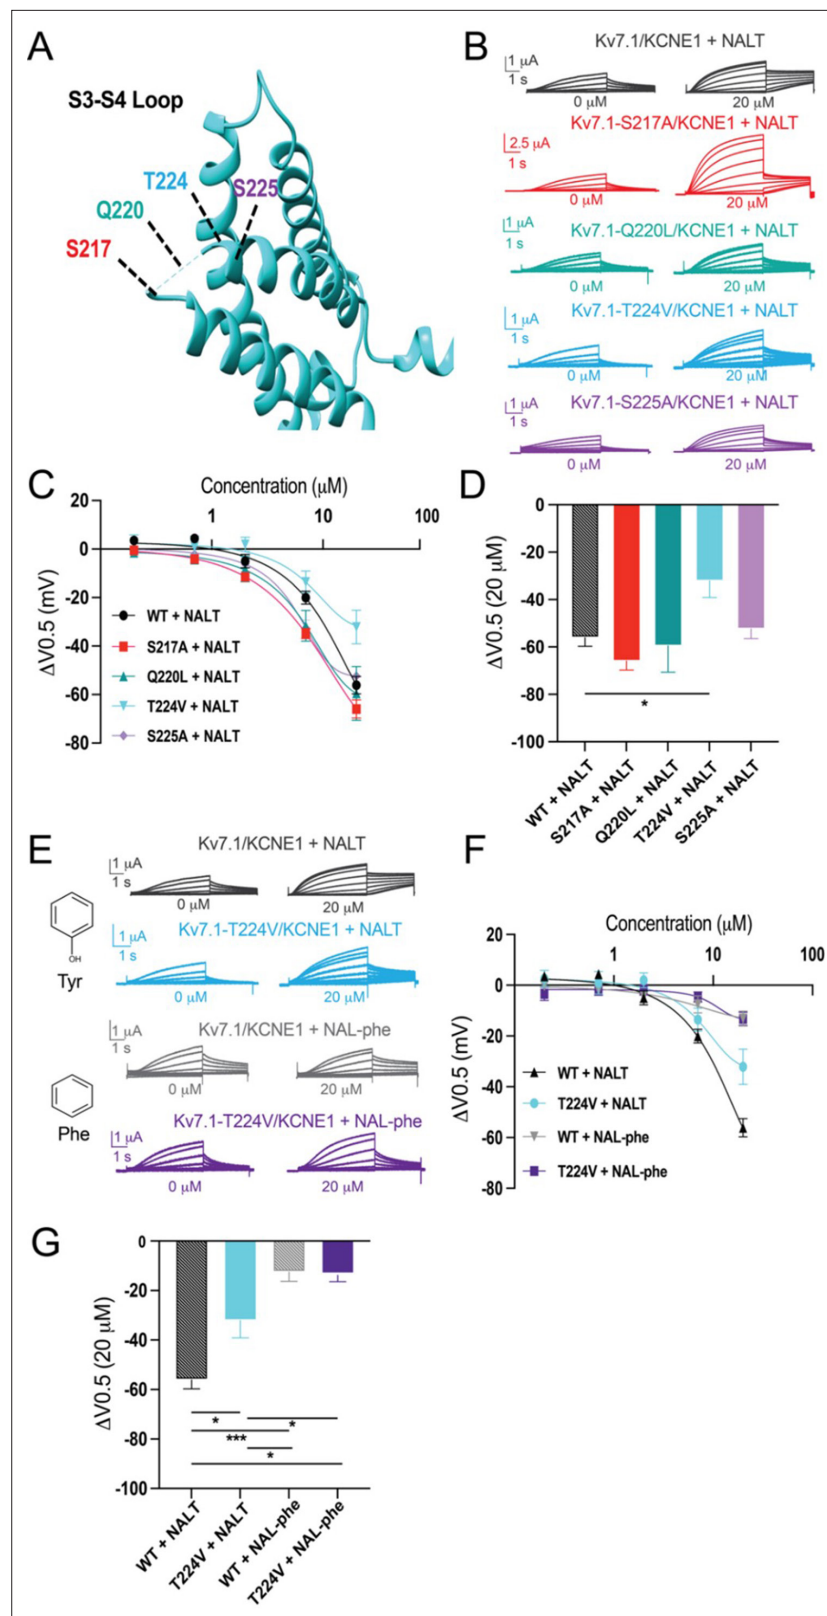 A
S3-S4 Loop
T224
S225
Q220
S217
B
Kv7.1/KCNE1 + NALT
1 μA
1 s
0 μM
20 μM
Kv7.1-S217A/KCNE1 + NALT
2.5 μA
1 s
0 μM
20 μM
Kv7.1-Q220L/KCNE1 + NALT
1 μA
1 s
0 μM
20 μM
Kv7.1-T224V/KCNE1 + NALT
1 μA
1 s
0 μM
20 μM
Kv7.1-S225A/KCNE1 + NALT
1 μA
1 s
0 μM
20 μM
C
Concentration (μM)
1 10 100
20
0
-20
-40
-60
-80
ΔV0.5 (mV)
WT + NALT
S217A + NALT
Q220L + NALT
T224V + NALT
S225A + NALT
D
0
-20
-40
-60
-80
-100
ΔV0.5 (20 μM)
*
WT + NALT
S217A + NALT
Q220L + NALT
T224V + NALT
S225A + NALT
E
OH
Tyr
Phe
Kv7.1/KCNE1 + NALT
1 μA
1 s
0 μM
20 μM
Kv7.1-T224V/KCNE1 + NALT
1 μA
1 s
0 μM
20 μM
Kv7.1/KCNE1 + NAL-phe
1 μA
1 s
0 μM
20 μM
Kv7.1-T224V/KCNE1 + NAL-phe
1 μA
1 s
0 μM
20 μM
F
Concentration (μM)
1 10 100
20
0
-20
-40
-60
-80
ΔV0.5 (mV)
WT + NALT
T224V + NALT
WT + NAL-phe
T224V + NAL-phe
G
0
-20
-40
-60
-80
-100
ΔV0.5 (20 μM)
*
*
***
*
WT + NALT
T224V + NALT
WT + NAL-phe
T224V + NAL-phe